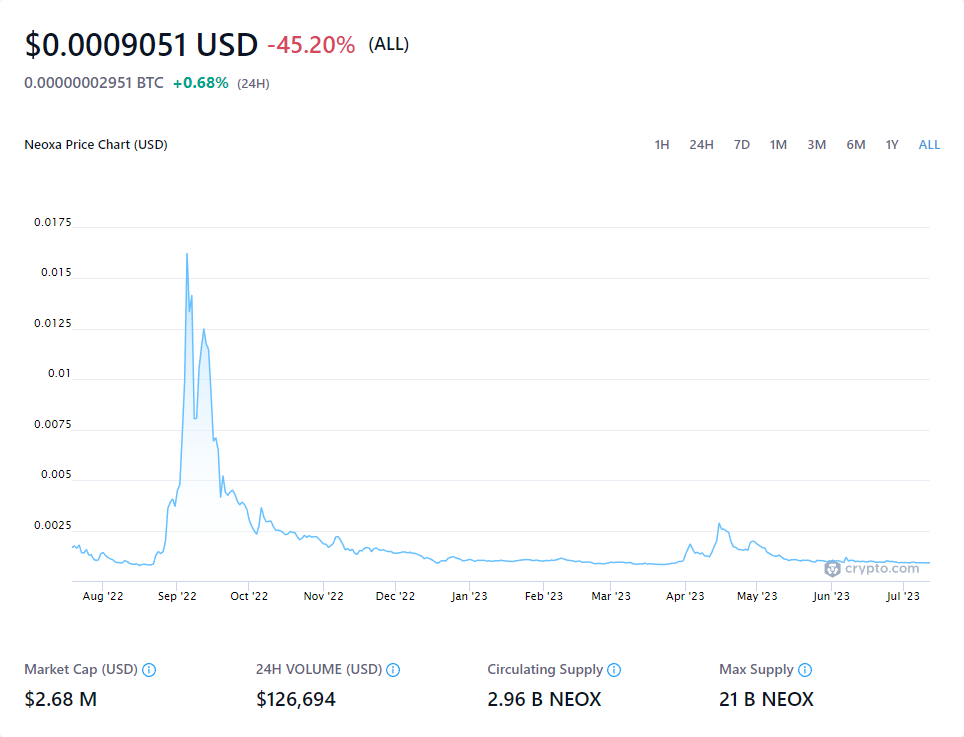 $0.0009051 USD -45.20% (ALL)
0.00000002951 BTC +0.68% (24H)
Neoxa Price Chart (USD) 1H 24H 7D 1M 3M 6M 1Y ALL
0.0175
0.015
0.0125
0.01
0.0075
0.005
0.0025
crypto.com
Aug '22 Sep '22 Oct '22 Nov '22 Dec '22 Jan '23 Feb '23 Mar '23 Apr '23 May '23 Jun '23 Jul '23
Market Cap (USD) 24H VOLUME (USD) Circulating Supply Max Supply
$2.68 M $126,694 2.96 B NEOX 21 B NEOX